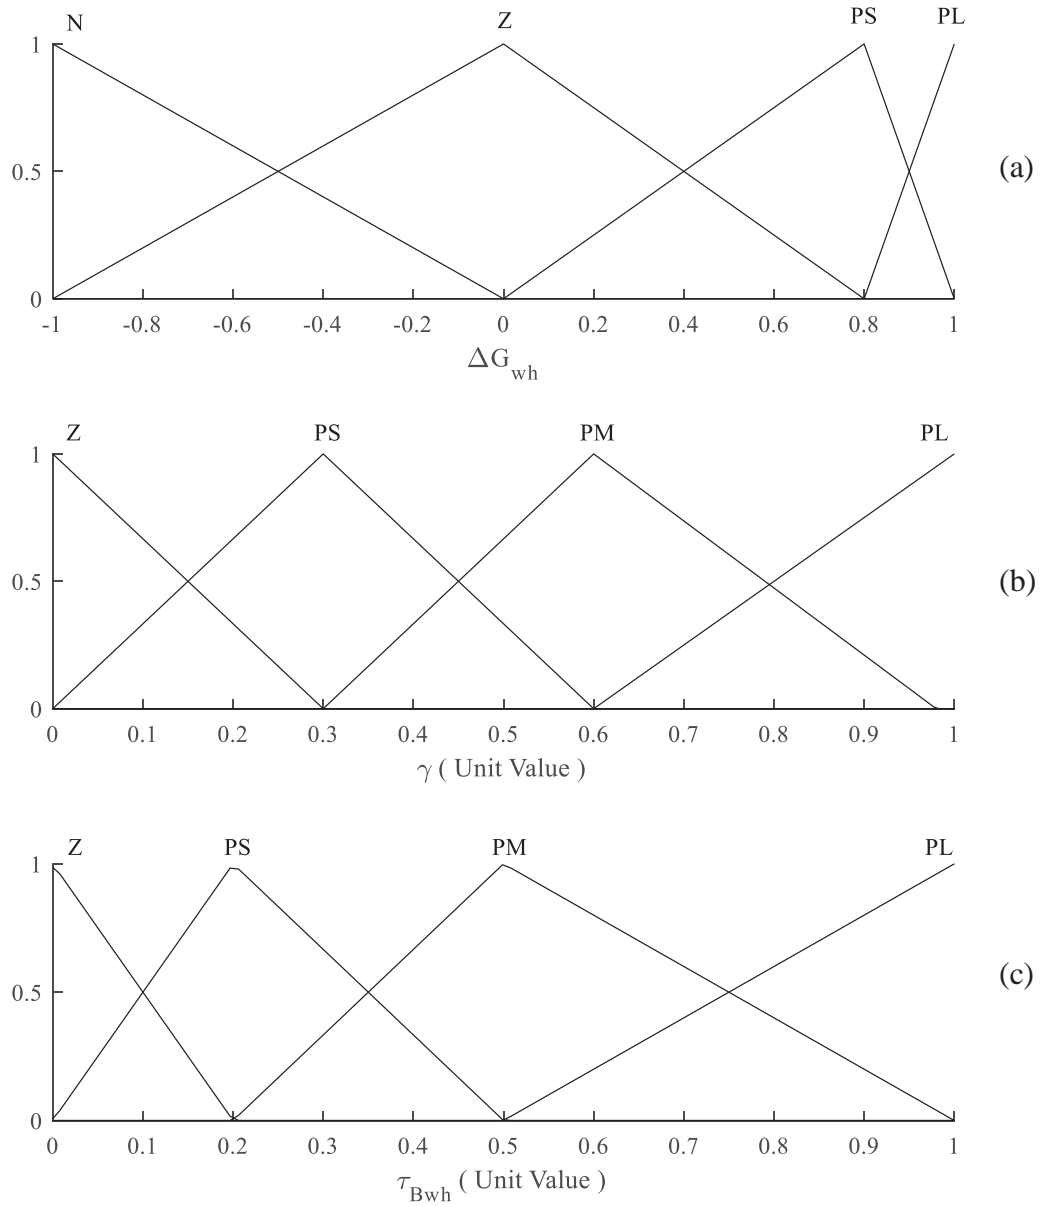 N Z PS PL
1
0.5
(a)
0
-1 -0.8 -0.6 -0.4 -0.2 0 0.2 0.4 0.6 0.8 1
ΔG_wh
Z PS PM PL
1
0.5
(b)
0
0 0.1 0.2 0.3 0.4 0.5 0.6 0.7 0.8 0.9 1
γ ( Unit Value )
Z PS PM PL
1
0.5
(c)
0
0 0.1 0.2 0.3 0.4 0.5 0.6 0.7 0.8 0.9 1
τ_Bwh ( Unit Value )